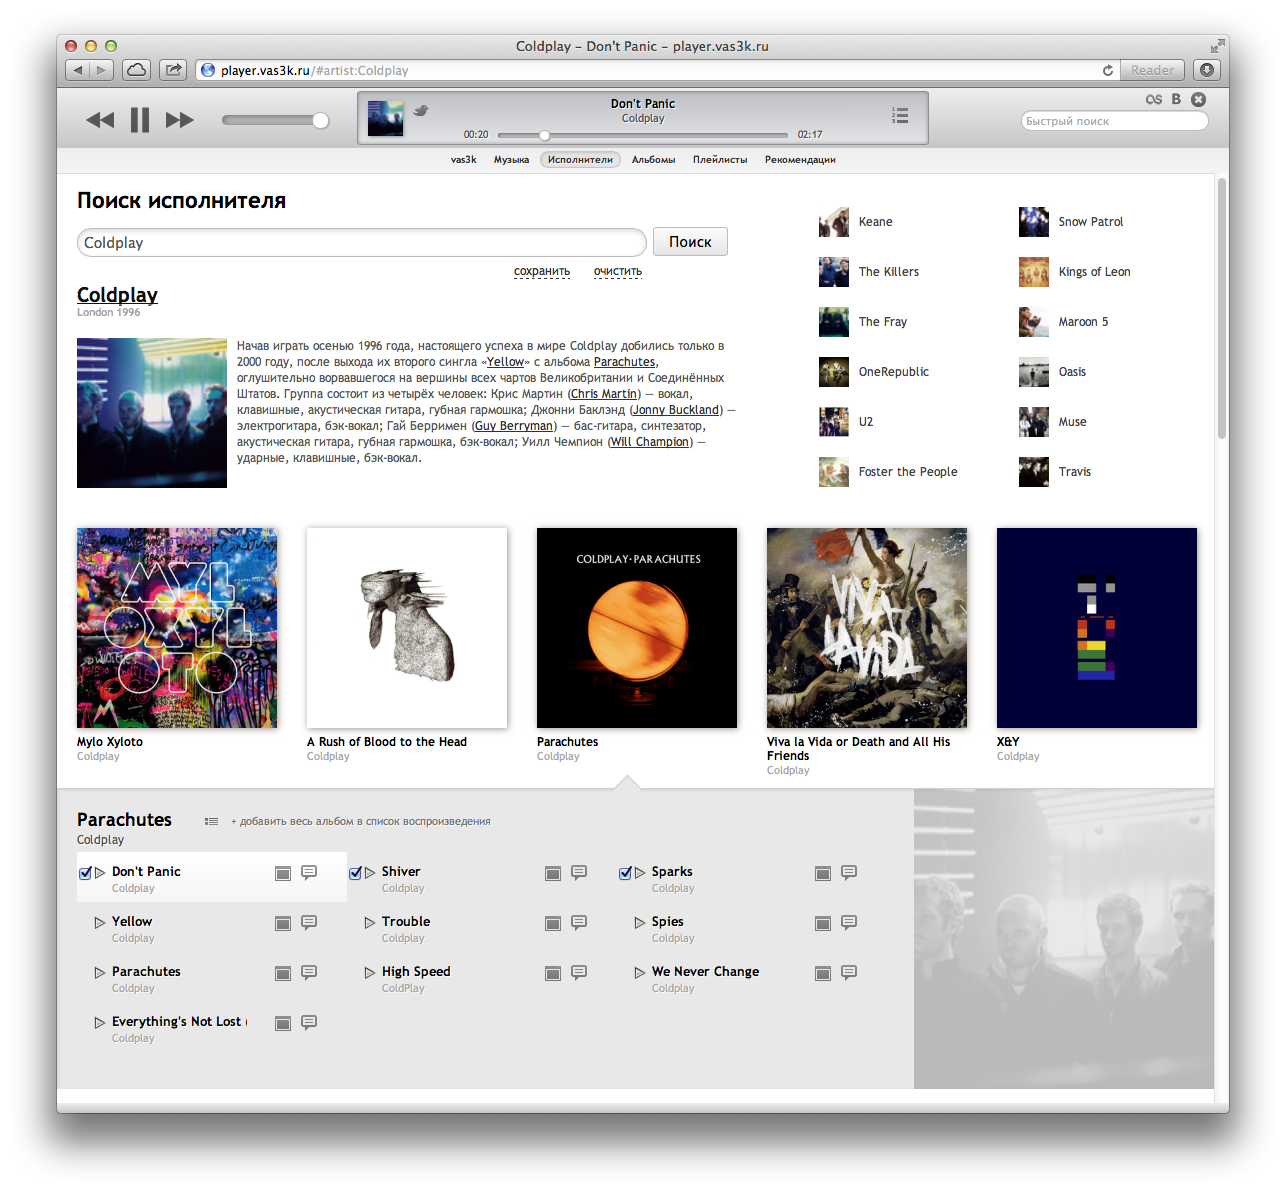 Coldplay – Don't Panic – player.vas3k.ru
player.vas3k.ru/#artist:Coldplay
Reader
Don't Panic
Coldplay
00:20
02:17
Быстрый поиск
vas3k
Музыка
Исполнители
Альбомы
Плейлисты
Рекомендации
Поиск исполнителя
Coldplay
Поиск
сохранить
очистить
Coldplay
London 1996
Начав играть осенью 1996 года, настоящего успеха в мире Coldplay добились только в
2000 году, после выхода их второго сингла «Yellow» с альбома Parachutes,
оглушительно ворвавшегося на вершины всех чартов Великобритании и Соединённых
Штатов. Группа состоит из четырёх человек: Крис Мартин (Chris Martin) — вокал,
клавишные, акустическая гитара, губная гармошка; Джонни Баклэнд (Jonny Buckland) —
электрогитара, бэк-вокал; Гай Берримен (Guy Berryman) — бас-гитара, синтезатор,
акустическая гитара, губная гармошка, бэк-вокал; Уилл Чемпион (Will Champion) —
ударные, клавишные, бэк-вокал.
Keane
Snow Patrol
The Killers
Kings of Leon
The Fray
Maroon 5
OneRepublic
Oasis
U2
Muse
Foster the People
Travis
MYL
OXYL
OTO
COLDPLAY·PARACHUTES
VIVA
LA VIDA
Mylo Xyloto
Coldplay
A Rush of Blood to the Head
Coldplay
Parachutes
Coldplay
Viva la Vida or Death and All His
Friends
Coldplay
X&Y
Coldplay
Parachutes
+ добавить весь альбом в список воспроизведения
Coldplay
Don't Panic
Coldplay
Shiver
Coldplay
Sparks
Coldplay
Yellow
Coldplay
Trouble
Coldplay
Spies
Coldplay
Parachutes
Coldplay
High Speed
ColdPlay
We Never Change
Coldplay
Everything's Not Lost (
Coldplay